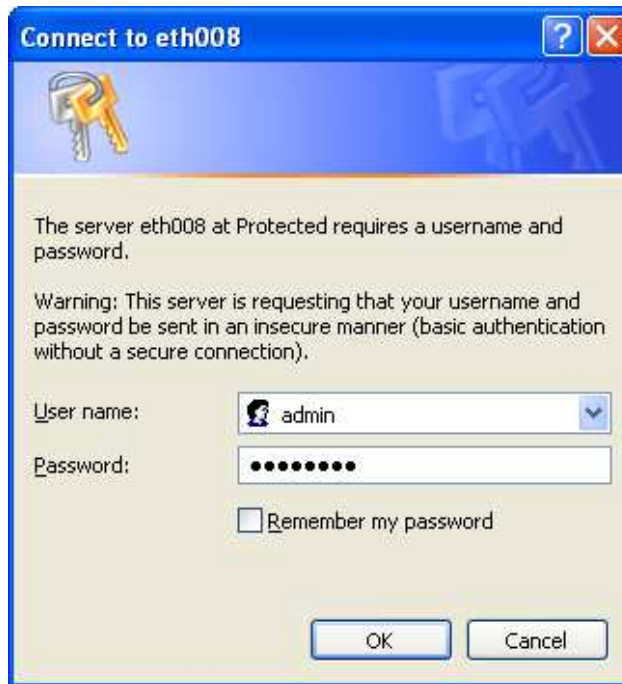 Connect to eth008
The server eth008 at Protected requires a username and
password.
Warning: This server is requesting that your username and
password be sent in an insecure manner (basic authentication
without a secure connection).
User name:
admin
Password:
••••••••
Remember my password
OK
Cancel